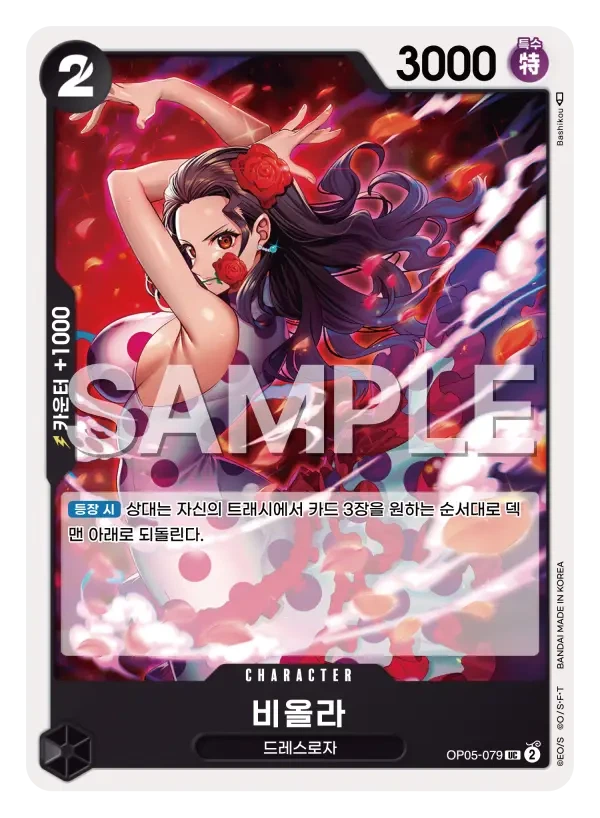 2
3000
특수
特
Bashikou
카운터 +1000
SAMPLE
등장 시 상대는 자신의 트래시에서 카드 3장을 원하는 순서대로 덱
맨 아래로 되돌린다.
BANDAI MADE IN KOREA
©E.O/S ©O/S·F·T
CHARACTER
비올라
드레스로자
OP05-079 UC 2